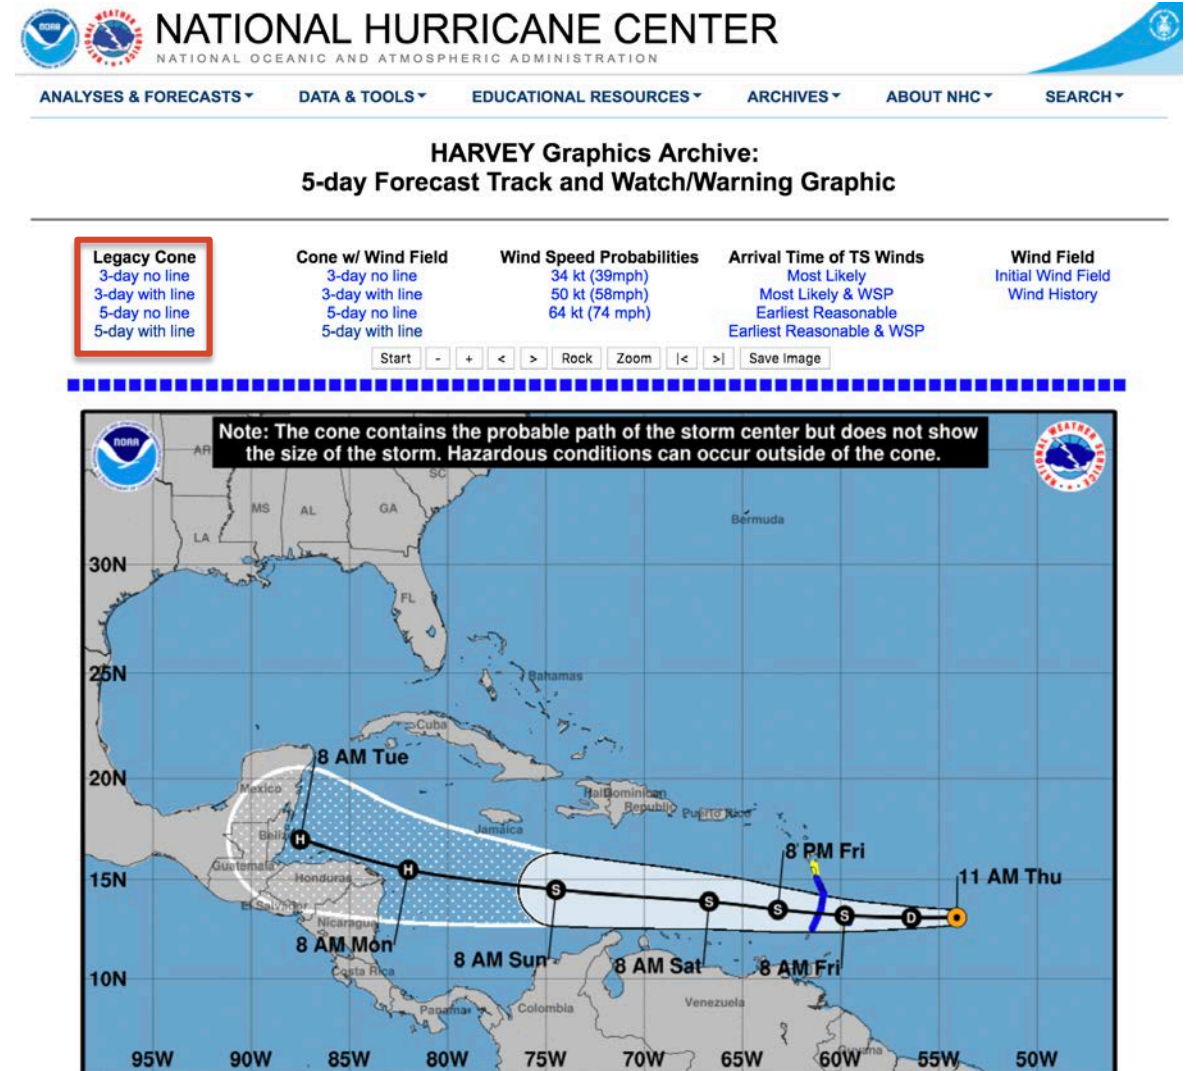 NATIONAL HURRICANE CENTER
NATIONAL OCEANIC AND ATMOSPHERIC ADMINISTRATION
ANALYSES & FORECASTS DATA & TOOLS EDUCATIONAL RESOURCES ARCHIVES ABOUT NHC SEARCH
HARVEY Graphics Archive:
5-day Forecast Track and Watch/Warning Graphic
Legacy Cone
3-day no line
3-day with line
5-day no line
5-day with line
Cone w/ Wind Field
3-day no line
3-day with line
5-day no line
5-day with line
Wind Speed Probabilities
34 kt (39mph)
50 kt (58mph)
64 kt (74 mph)
Arrival Time of TS Winds
Most Likely
Most Likely & WSP
Earliest Reasonable
Earliest Reasonable & WSP
Wind Field
Initial Wind Field
Wind History
Start - + < > Rock Zoom |< >| Save Image
NOAA
Note: The cone contains the probable path of the storm center but does not show
the size of the storm. Hazardous conditions can occur outside of the cone.
AR
SC
MS AL GA
LA
Bermuda
30N
FL
25N
Bahamas
Cuba
8 AM Tue
20N
Mexico
Dominican
Republic
Puerto Rico
Jamaica
Belize
H
8 PM Fri
Guatemala
H
15N
Honduras
11 AM Thu
S
S
S
S
D
El Salvador
Nicaragua
8 AM Mon
8 AM Sun
8 AM Sat
8 AM Fri
Costa Rica
10N
Panama
Colombia
Venezuela
Guyana
95W 90W 85W 80W 75W 70W 65W 60W 55W 50W